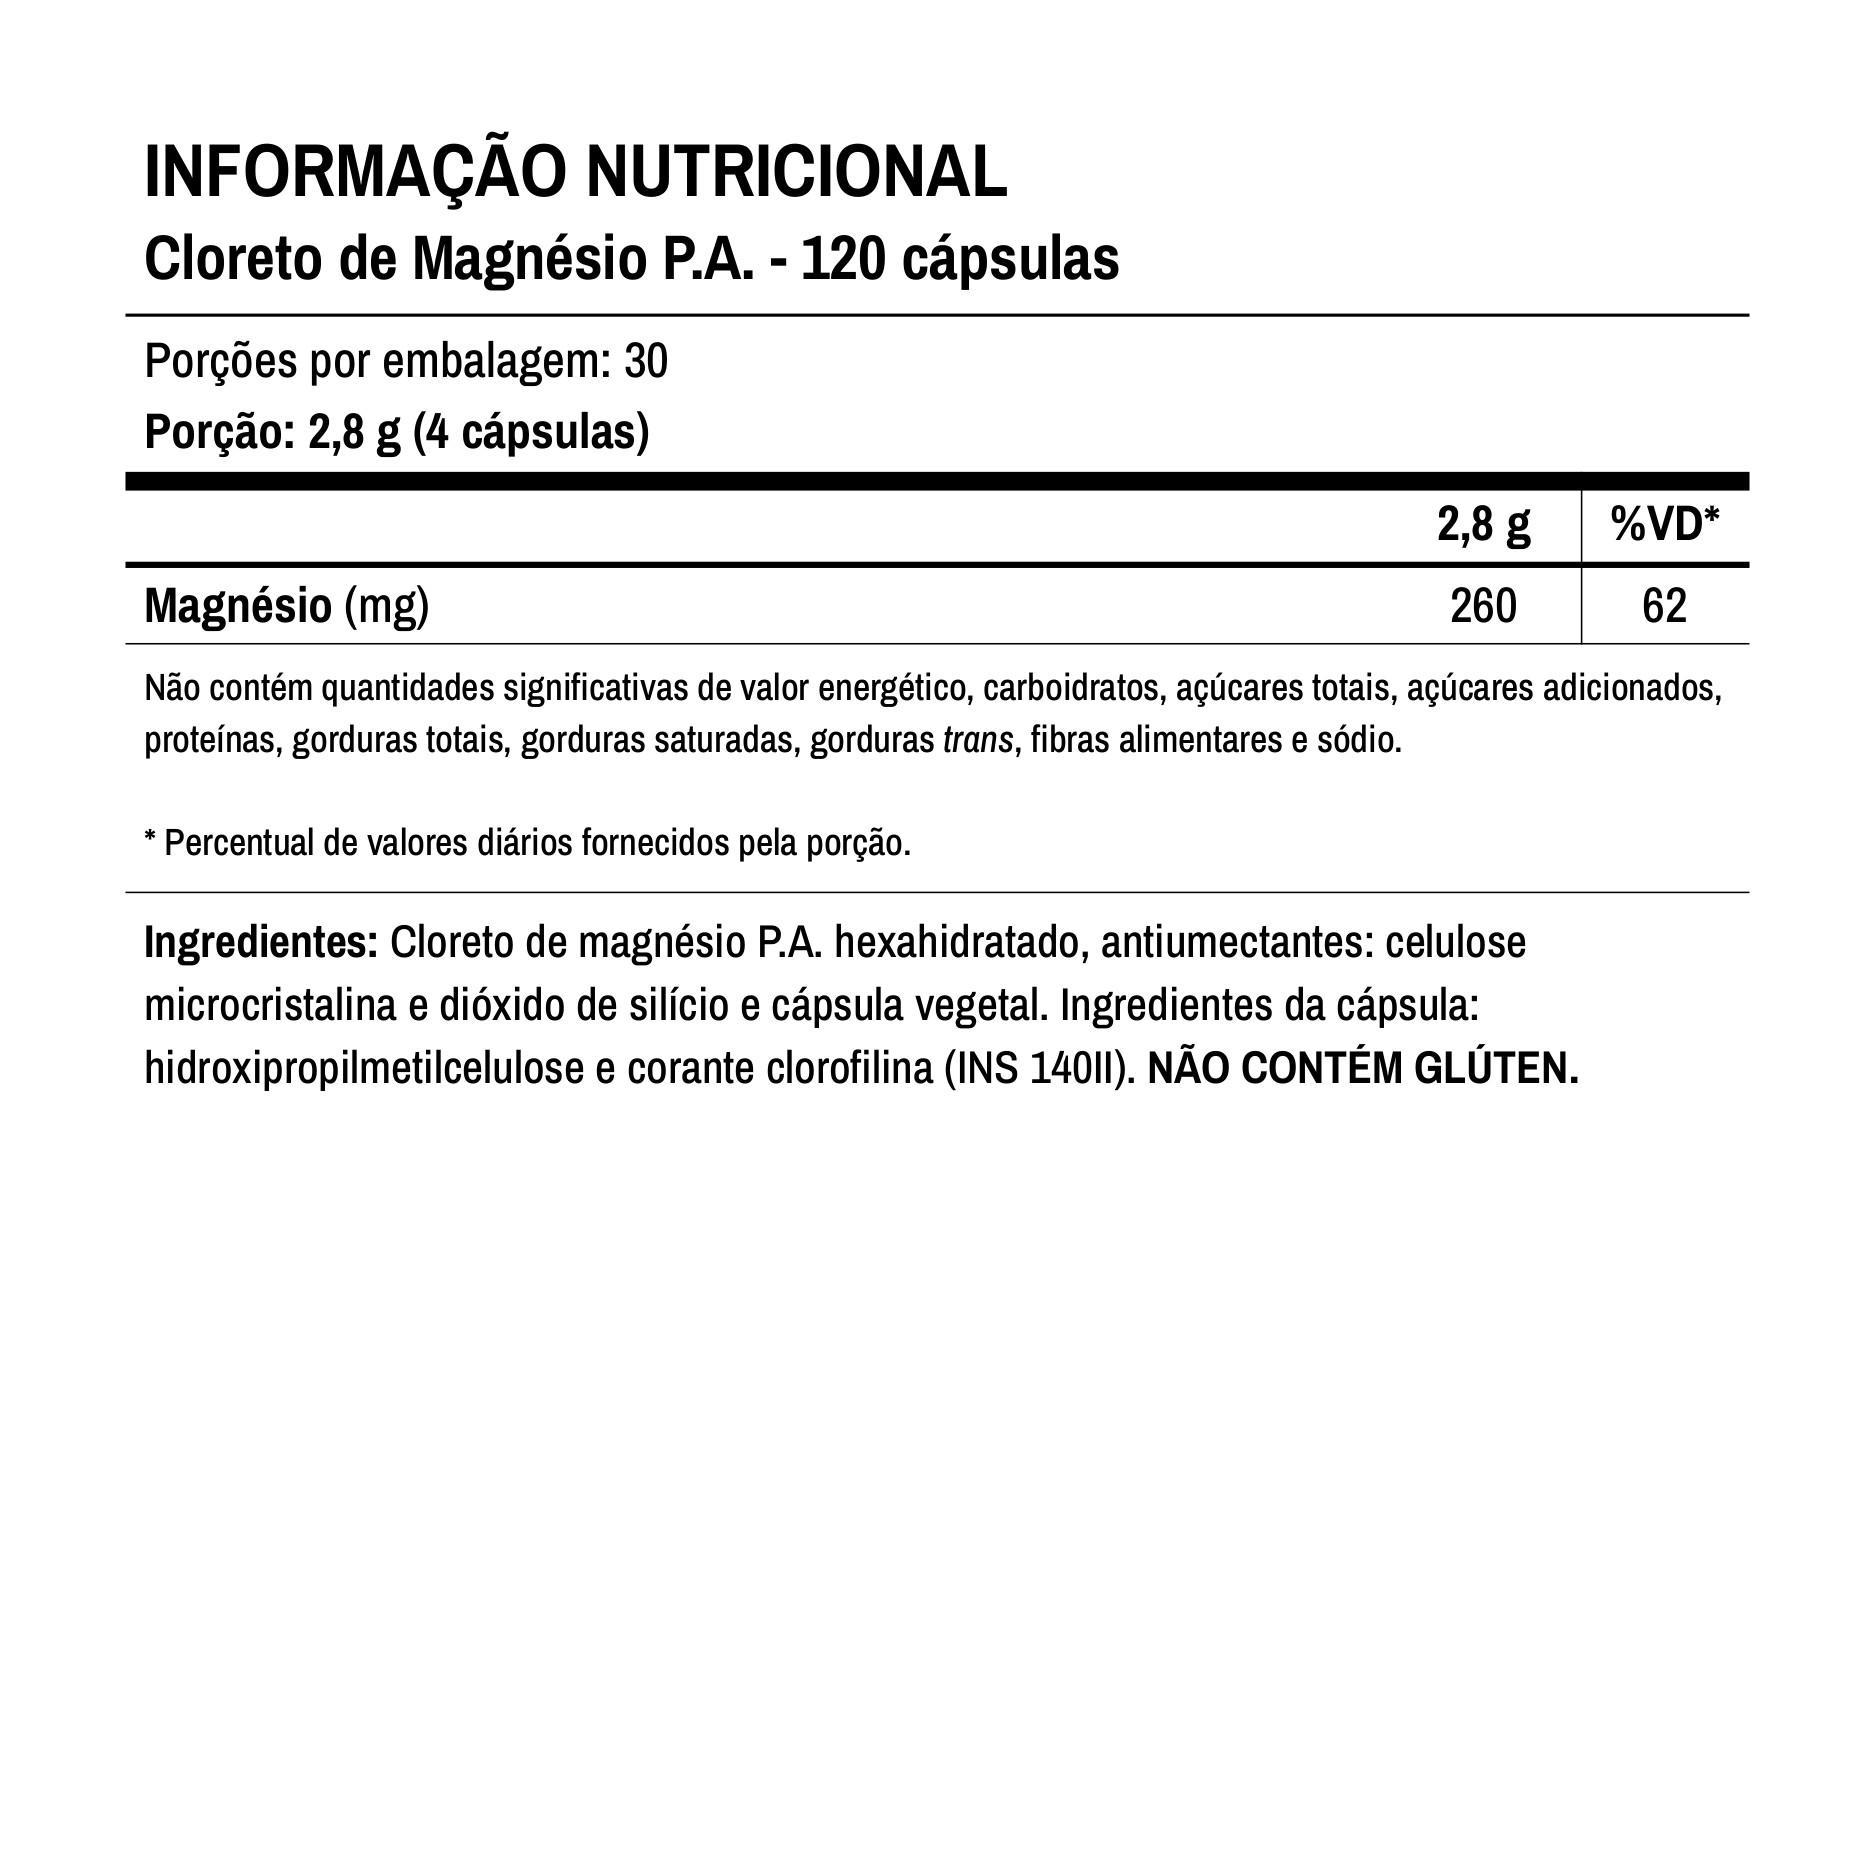 INFORMAÇÃO NUTRICIONAL
Cloreto de Magnésio P.A. - 120 cápsulas
Porções por embalagem: 30
Porção: 2,8 g (4 cápsulas)
2,8 g %VD*
Magnésio (mg) 260 62
Não contém quantidades significativas de valor energético, carboidratos, açúcares totais, açúcares adicionados,
proteínas, gorduras totais, gorduras saturadas, gorduras trans, fibras alimentares e sódio.
* Percentual de valores diários fornecidos pela porção.
Ingredientes: Cloreto de magnésio P.A. hexahidratado, antiumectantes: celulose
microcristalina e dióxido de silício e cápsula vegetal. Ingredientes da cápsula:
hidroxipropilmetilcelulose e corante clorofilina (INS 140II). NÃO CONTÉM GLÚTEN.